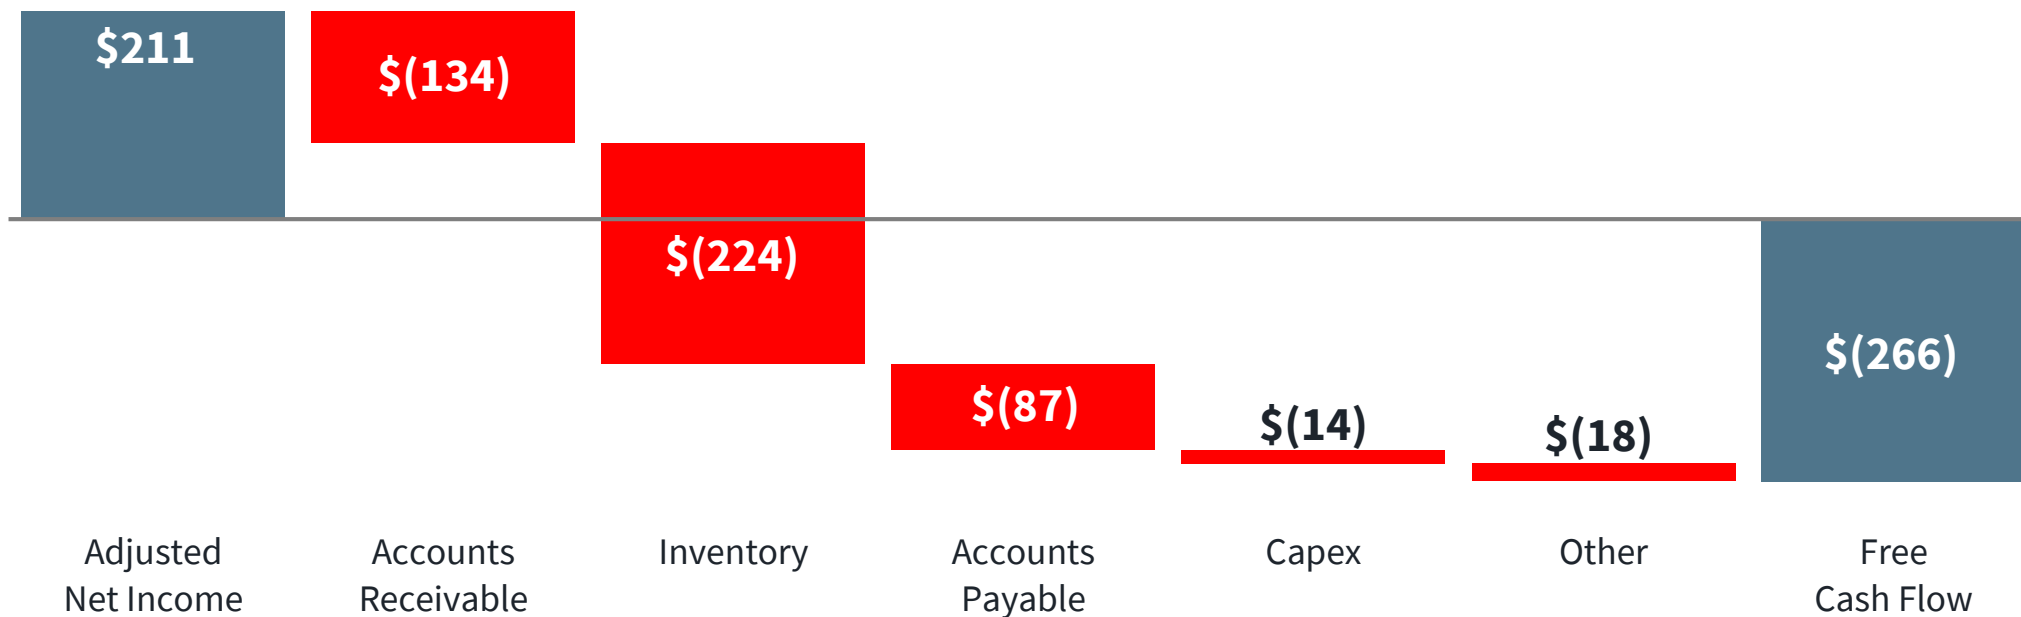 $211
$(134)
$(224)
$(87)
$(14)
$(18)
$(266)
Adjusted
Net Income
Accounts
Receivable
Inventory
Accounts
Payable
Capex
Other
Free
Cash Flow